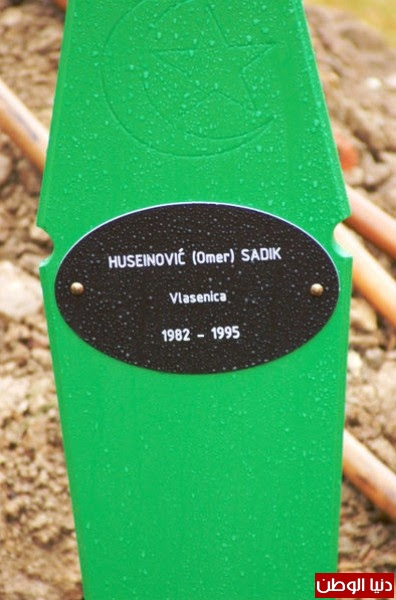 HUSEINOVIĆ (Omer) SADIK
Vlasenica
1982 - 1995
دنيا الوطن